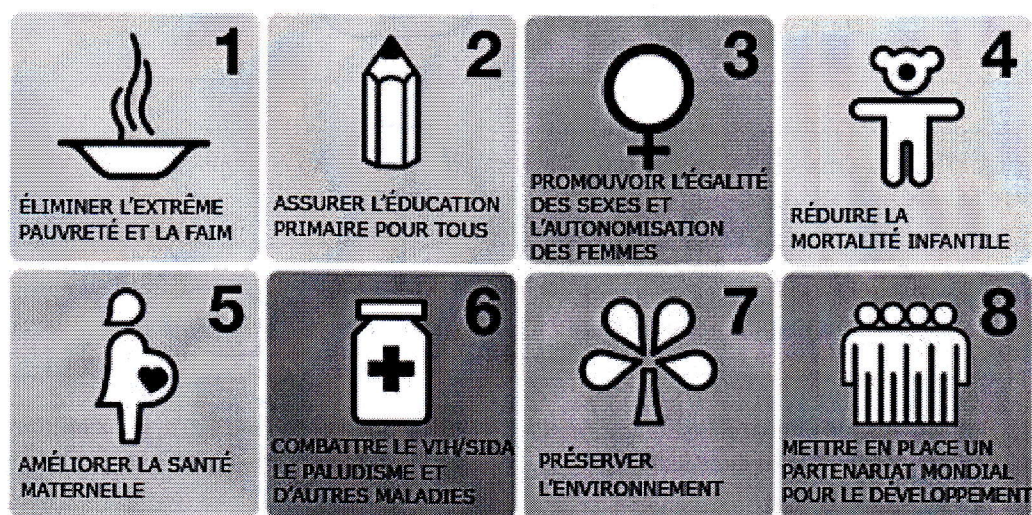 1
ÉLIMINER L'EXTRÊME
PAUVRETÉ ET LA FAIM
2
ASSURER L'ÉDUCATION
PRIMAIRE POUR TOUS
3
PROMOUVOIR L'ÉGALITÉ
DES SEXES ET
L'AUTONOMISATION
DES FEMMES
4
RÉDUIRE LA
MORTALITÉ INFANTILE
5
AMÉLIORER LA SANTÉ
MATERNELLE
6
COMBATTRE LE VIH/SIDA
LE PALUDISME ET
D'AUTRES MALADIES
7
PRÉSERVER
L'ENVIRONNEMENT
8
METTRE EN PLACE UN
PARTENARIAT MONDIAL
POUR LE DÉVELOPPEMENT